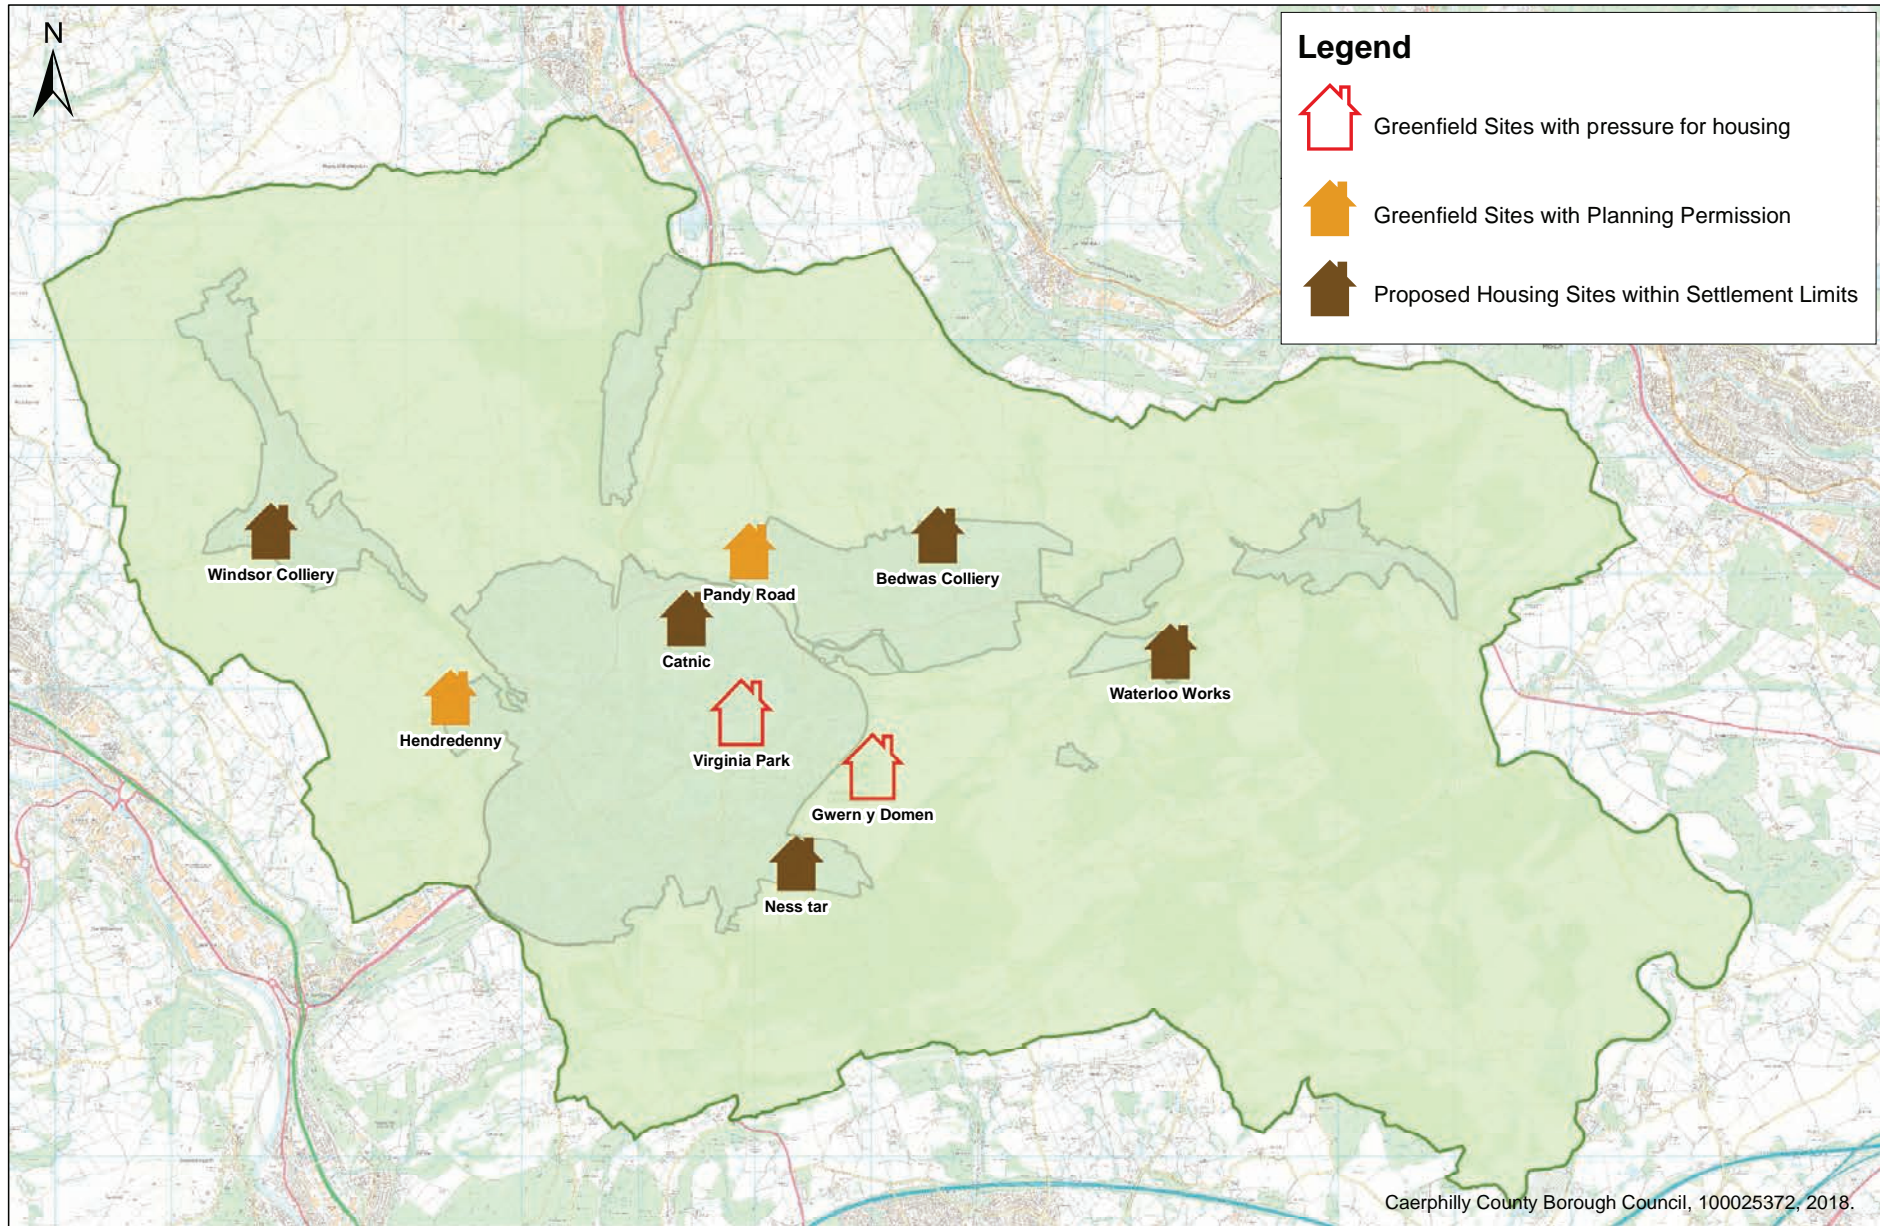 N
Legend
Greenfield Sites with pressure for housing
Greenfield Sites with Planning Permission
Proposed Housing Sites within Settlement Limits
Windsor Colliery
Pandy Road
Bedwas Colliery
Catnic
Waterloo Works
Hendredenny
Virginia Park
Gwern y Domen
Ness tar
Caerphilly County Borough Council, 100025372, 2018.